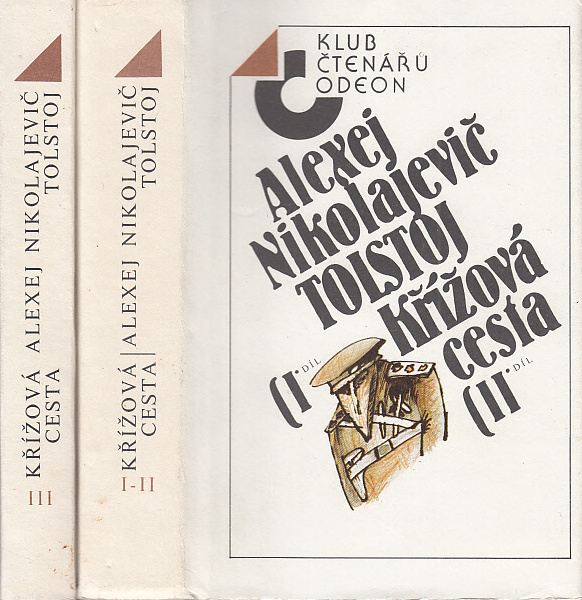 ALEXEJ NIKOLAJEVIČ
TOLSTOJ
KŘÍŽOVÁ
CESTA
III
ALEXEJ NIKOLAJEVIČ
TOLSTOJ
KŘÍŽOVÁ
CESTA
I-II
KLUB
ČTENÁŘŮ
ODEON
Alexej
Nikolajevič
TOLSTOJ
Křížová
cesta
(I. DÍL
(II. DÍL